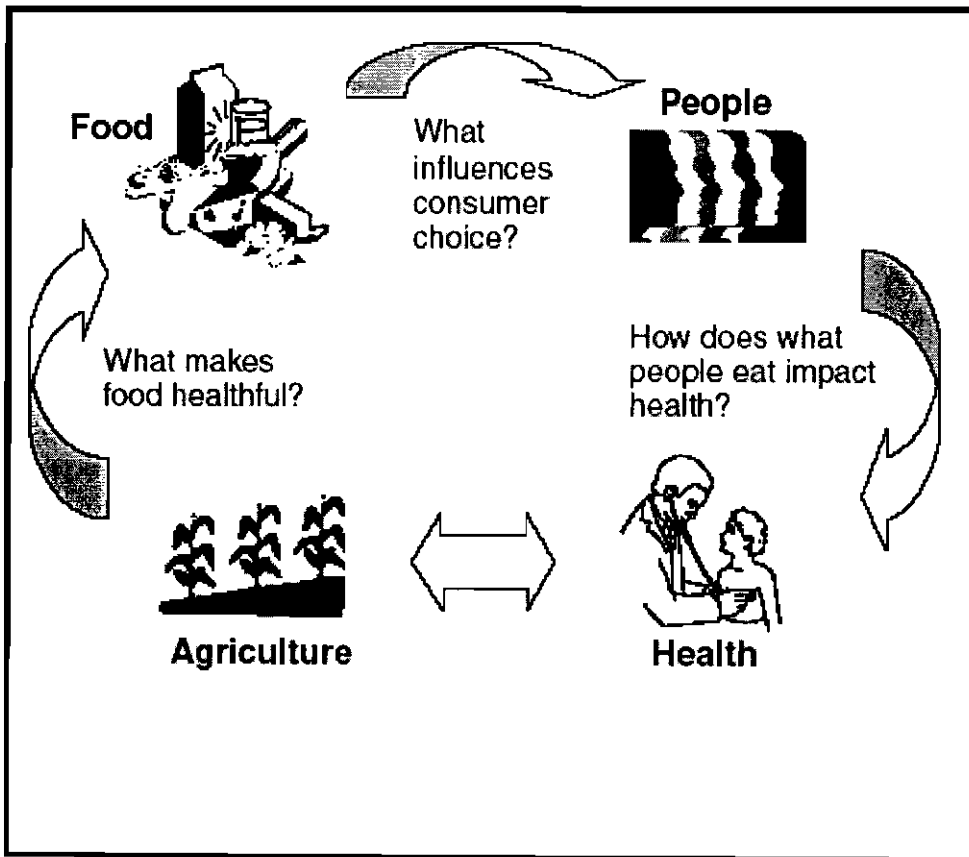 Food
What
influences
consumer
choice?
People
What makes
food healthful?
How does what
people eat impact
health?
Agriculture
Health